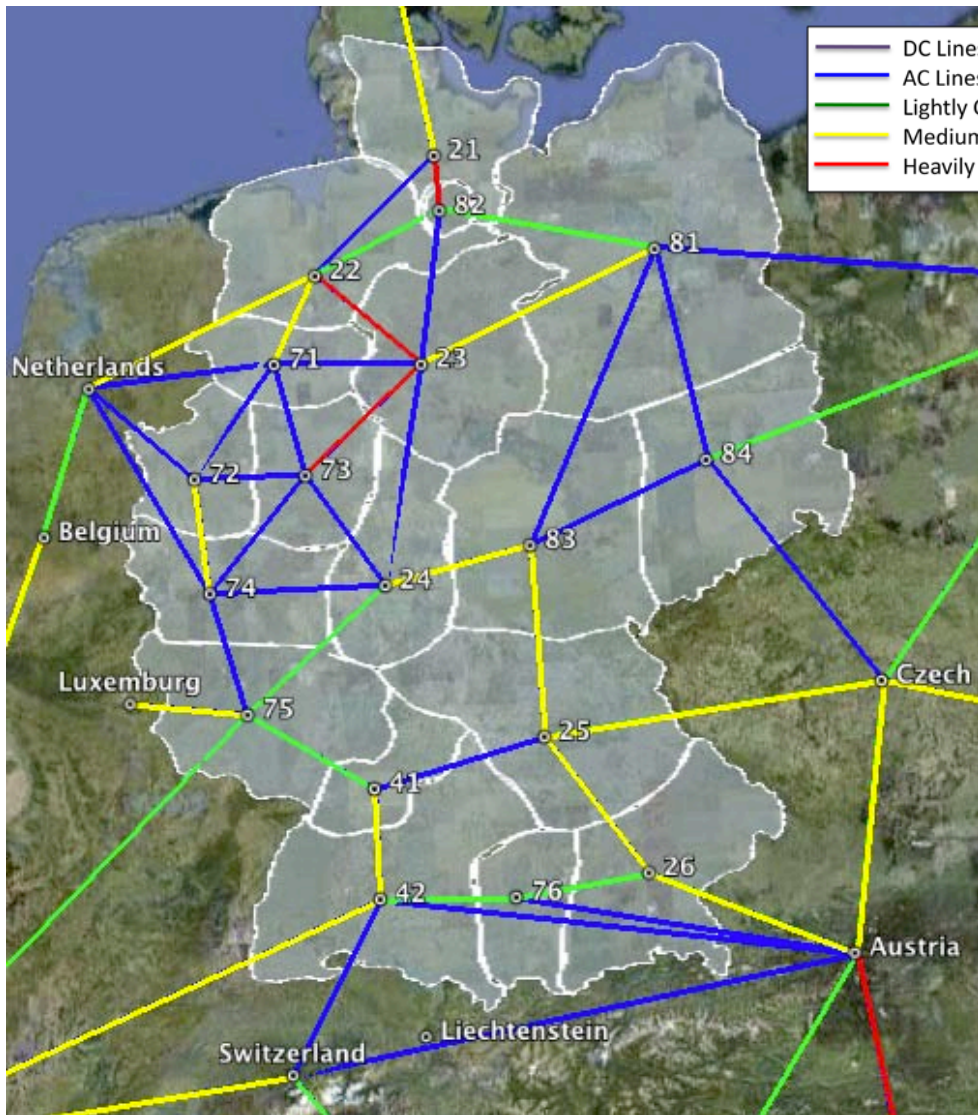 DC Lines
AC Lines
Lightly
Medium
Heavily
21
82
81
22
Netherlands
71
23
84
72
73
Belgium
83
74
24
Luxemburg
75
Czech
25
41
26
42
76
Austria
Liechtenstein
Switzerland